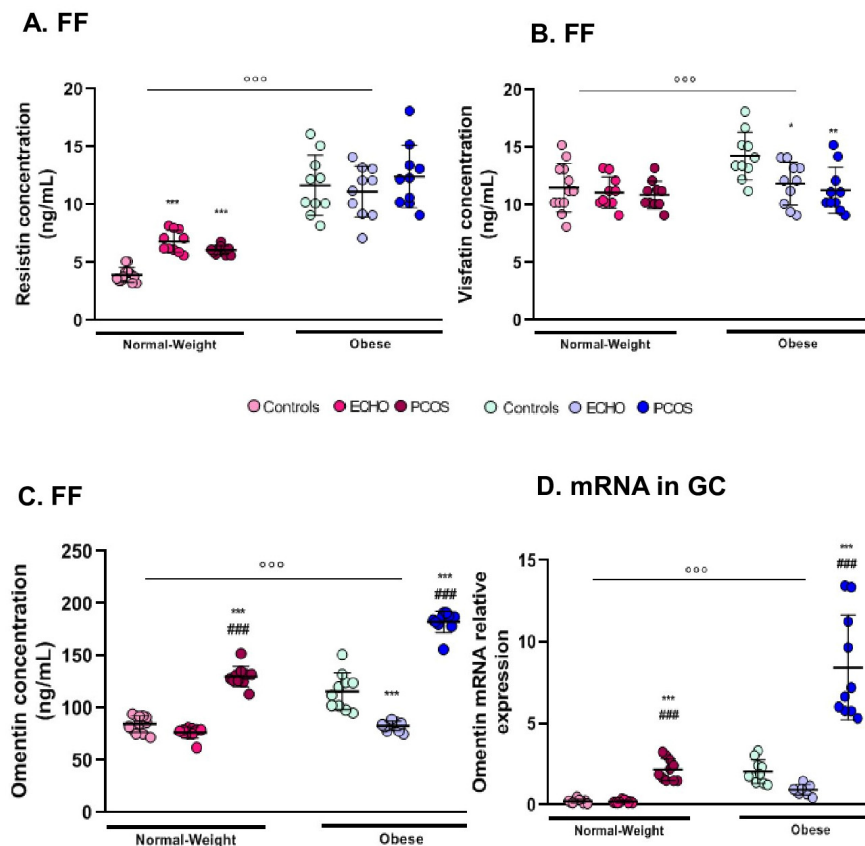 A. FF
B. FF
Resistin concentration
(ng/mL)
20
15
10
5
0
°°°
***
***
Normal-Weight
Obese
Visfatin concentration
(ng/mL)
20
15
10
5
0
°°°
*
**
Normal-Weight
Obese
Controls ECHO PCOS Controls ECHO PCOS
C. FF
D. mRNA in GC
Omentin concentration
(ng/mL)
250
200
150
100
50
0
°°°
***
###
***
***
###
Normal-Weight
Obese
Omentin mRNA relative
expression
15
10
5
0
°°°
***
###
***
###
Normal-Weight
Obese